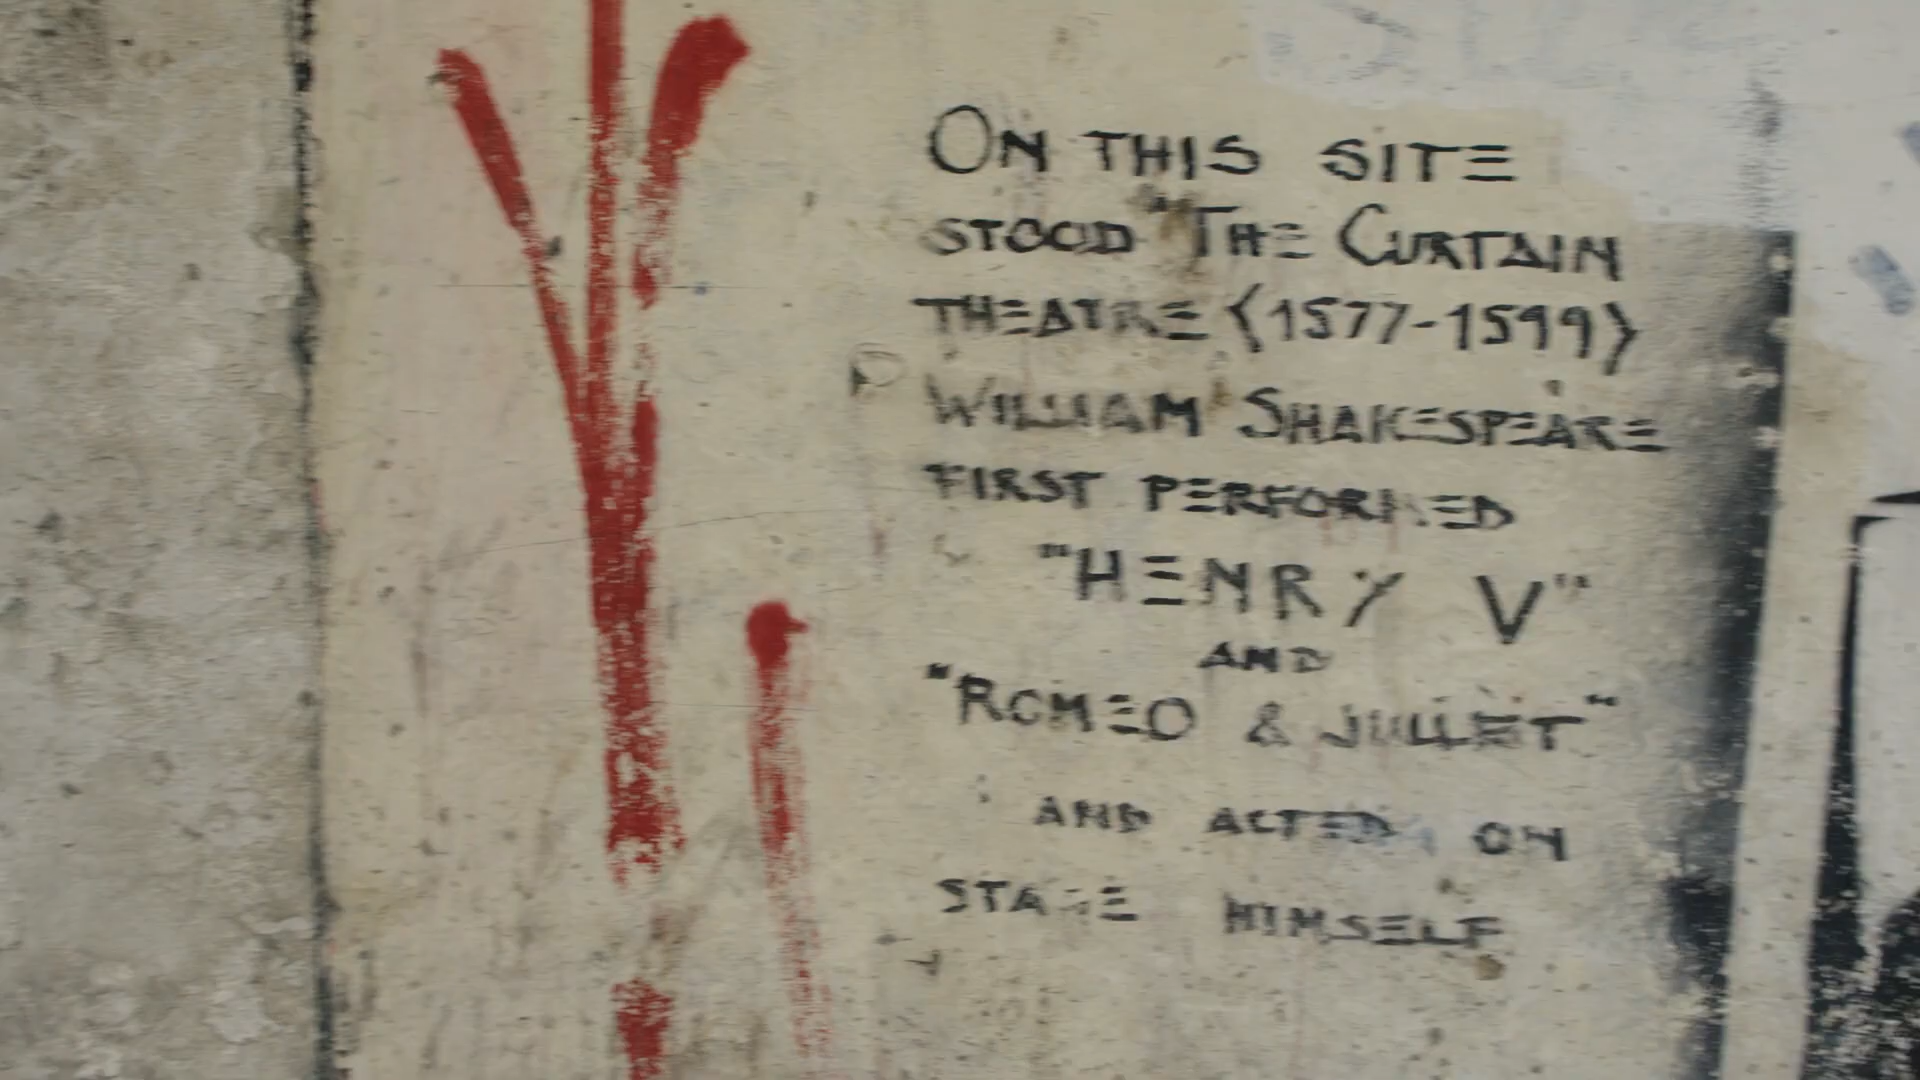 On this site
stood "The Curtain
theatre (1577-1599)
William Shakespeare
first performed
"HENRY V"
and
"Romeo & Juliet"
and acted on
stage himself